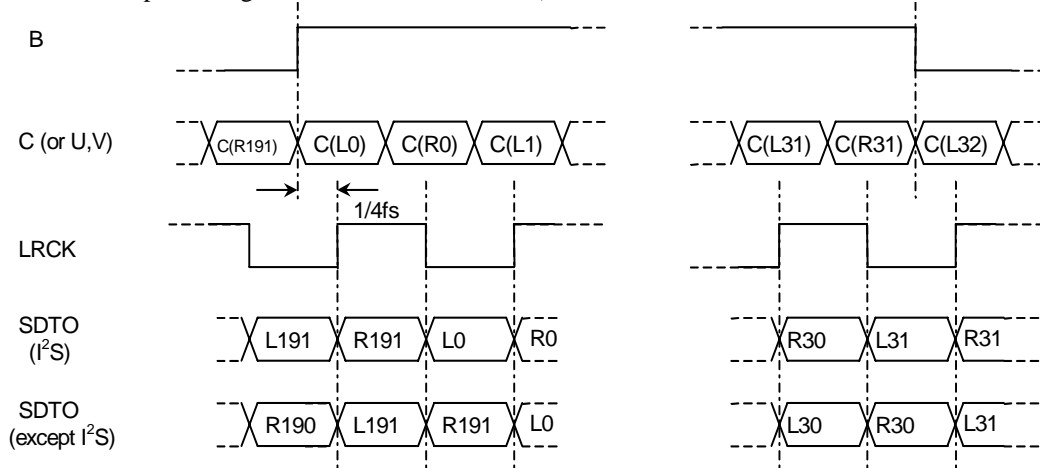 B
C (or U,V)
C(R191) C(L0) C(R0) C(L1) C(L31) C(R31) C(L32)
1/4fs
LRCK
SDTO
(I²S)
L191 R191 L0 R0 R30 L31 R31
SDTO
(except I²S)
R190 L191 R191 L0 L30 R30 L31